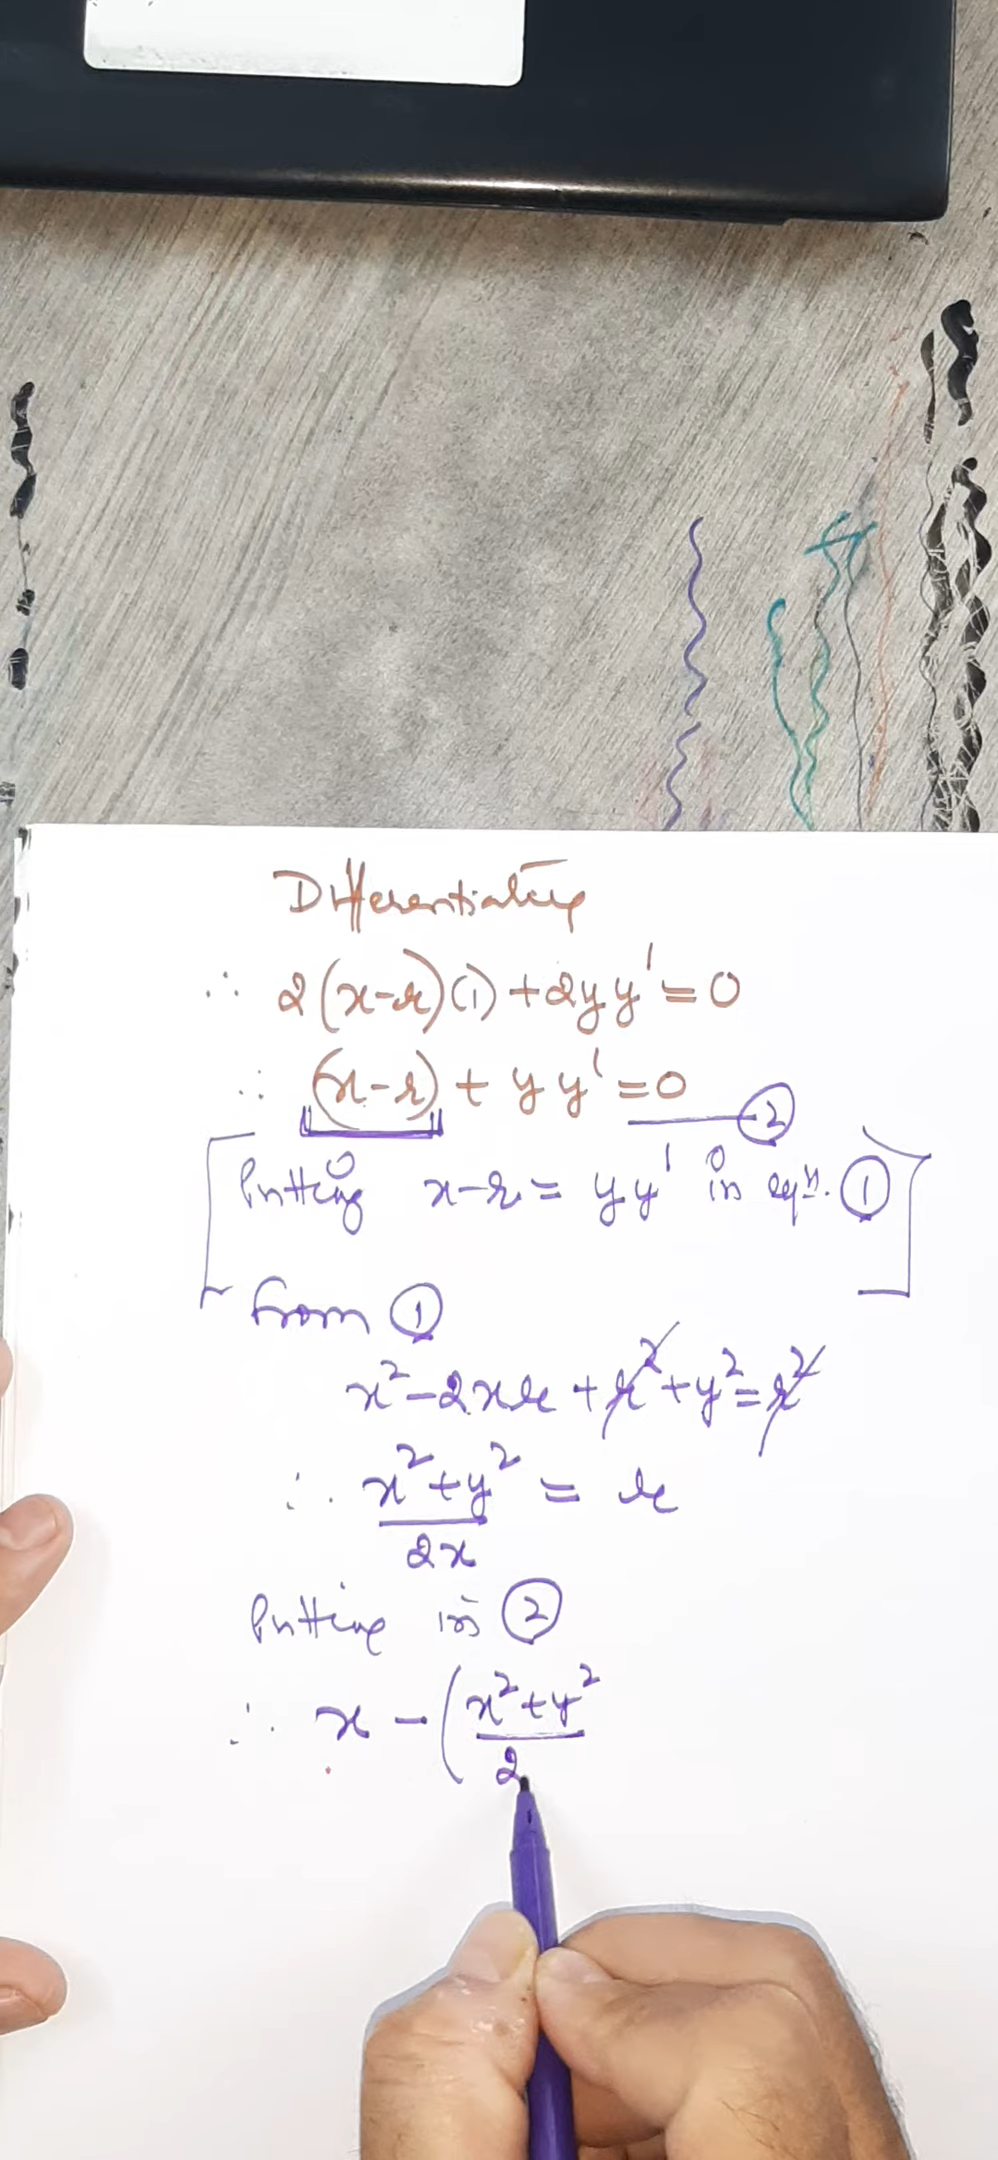 Differentiating
∴ 2(x-r)(1)+2yy'=0
∴ (x-r)+yy'=0 ②
Putting x-r=yy' in eqn. ①
from ①
x²-2xr+r²+y²=r²
∴ x²+y²/2x = r
Putting in ②
∴ x-(x²+y²/2